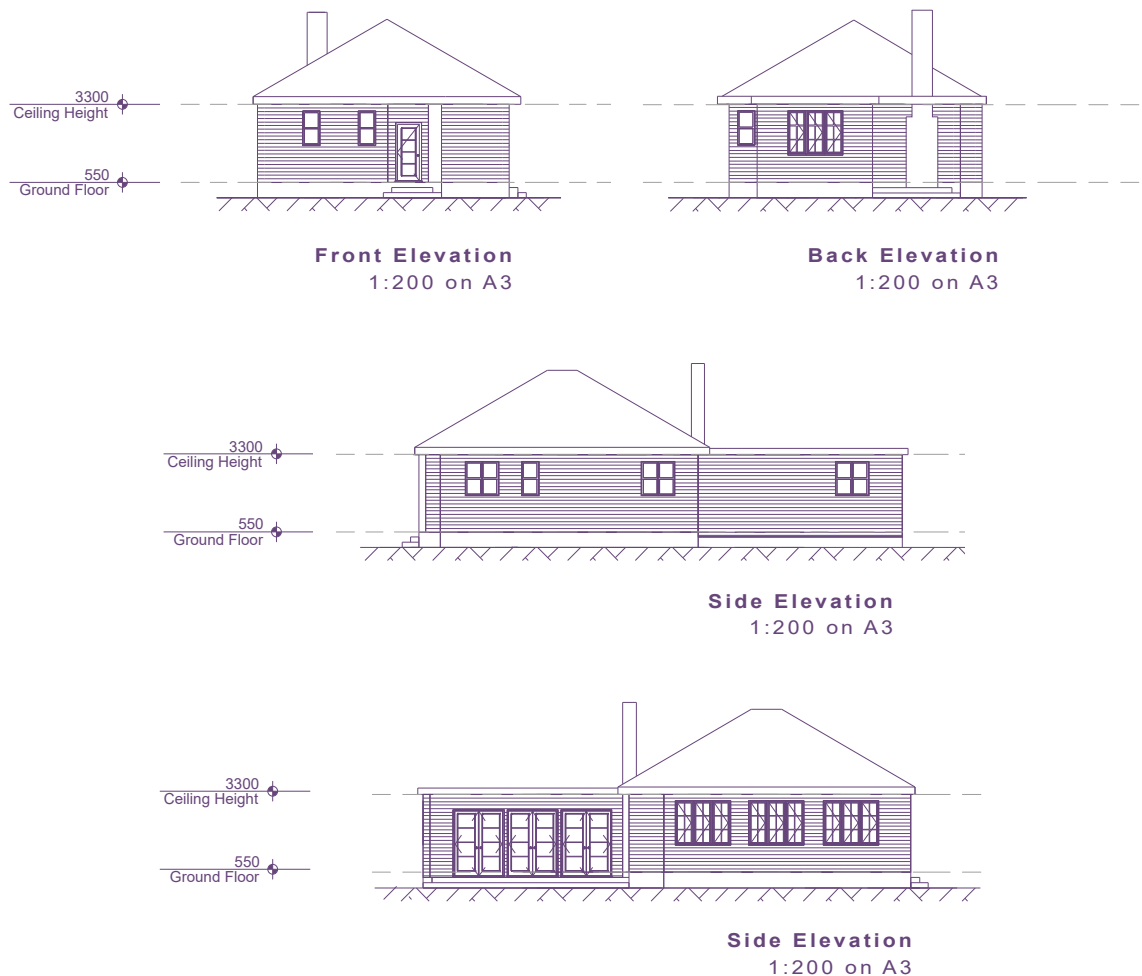 3300
Ceiling Height
550
Ground Floor
Front Elevation
1:200 on A3
Back Elevation
1:200 on A3
3300
Ceiling Height
550
Ground Floor
Side Elevation
1:200 on A3
3300
Ceiling Height
550
Ground Floor
Side Elevation
1:200 on A3